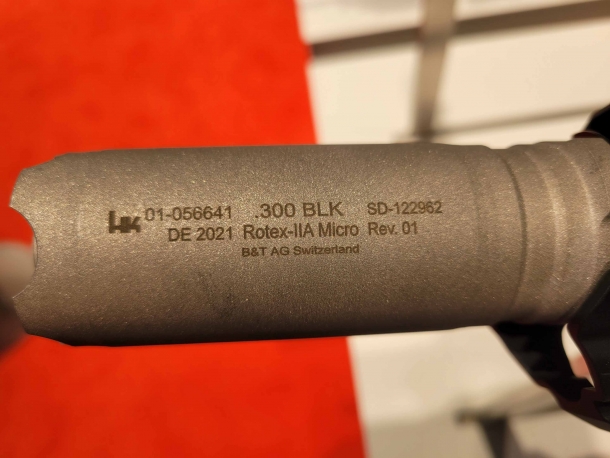 HK 01-056641 .300 BLK SD-122962
DE 2021 Rotex-IIA Micro Rev. 01
B&T AG Switzerland